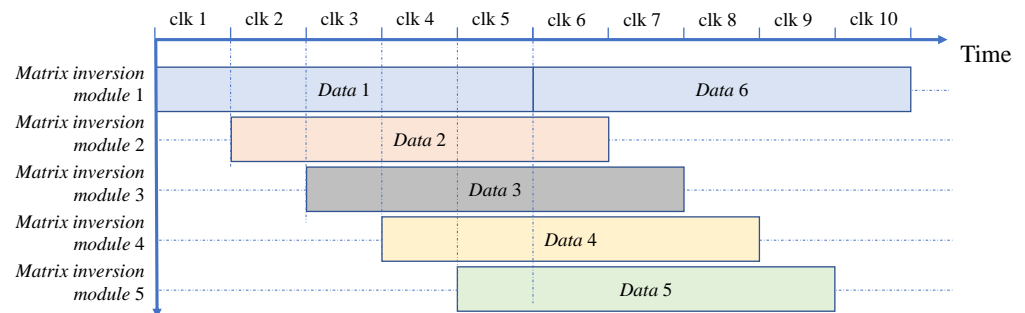 clk 1 clk 2 clk 3 clk 4 clk 5 clk 6 clk 7 clk 8 clk 9 clk 10
Time
Matrix inversion
module 1
Data 1
Data 6
Matrix inversion
module 2
Data 2
Matrix inversion
module 3
Data 3
Matrix inversion
module 4
Data 4
Matrix inversion
module 5
Data 5